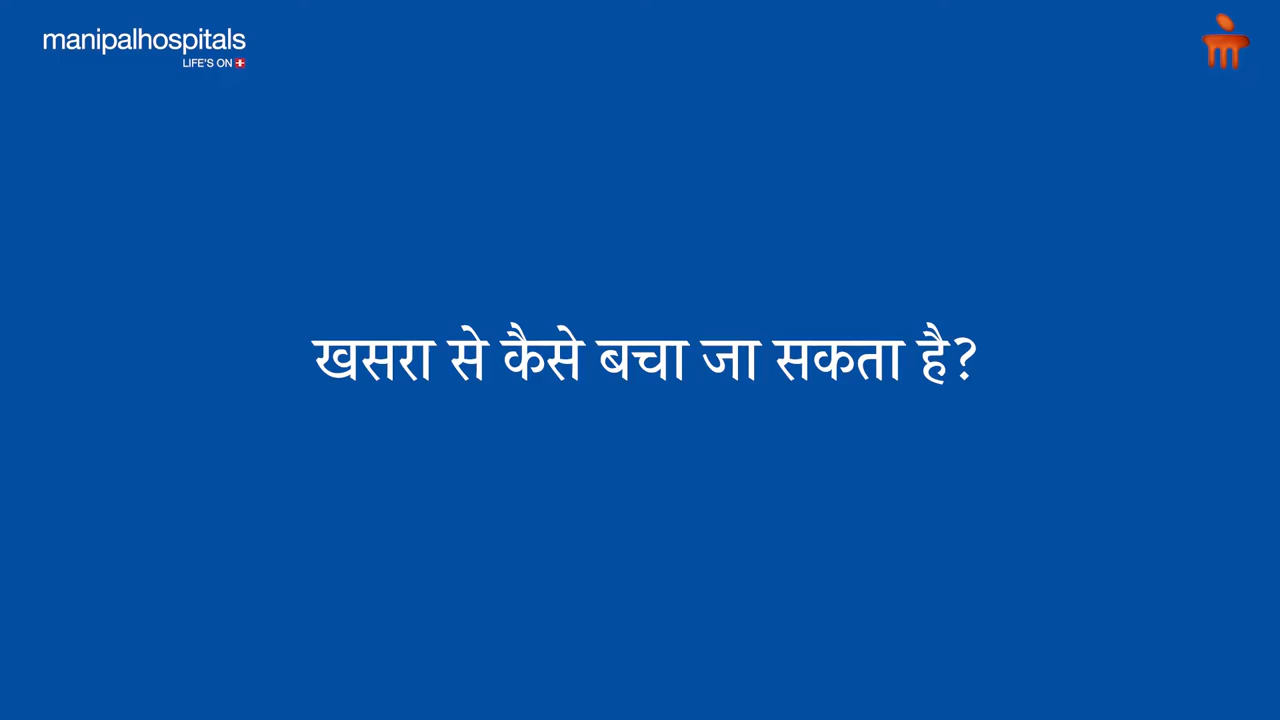 manipalhospitals
LIFE'S ON
खसरा से कैसे बचा जा सकता है?